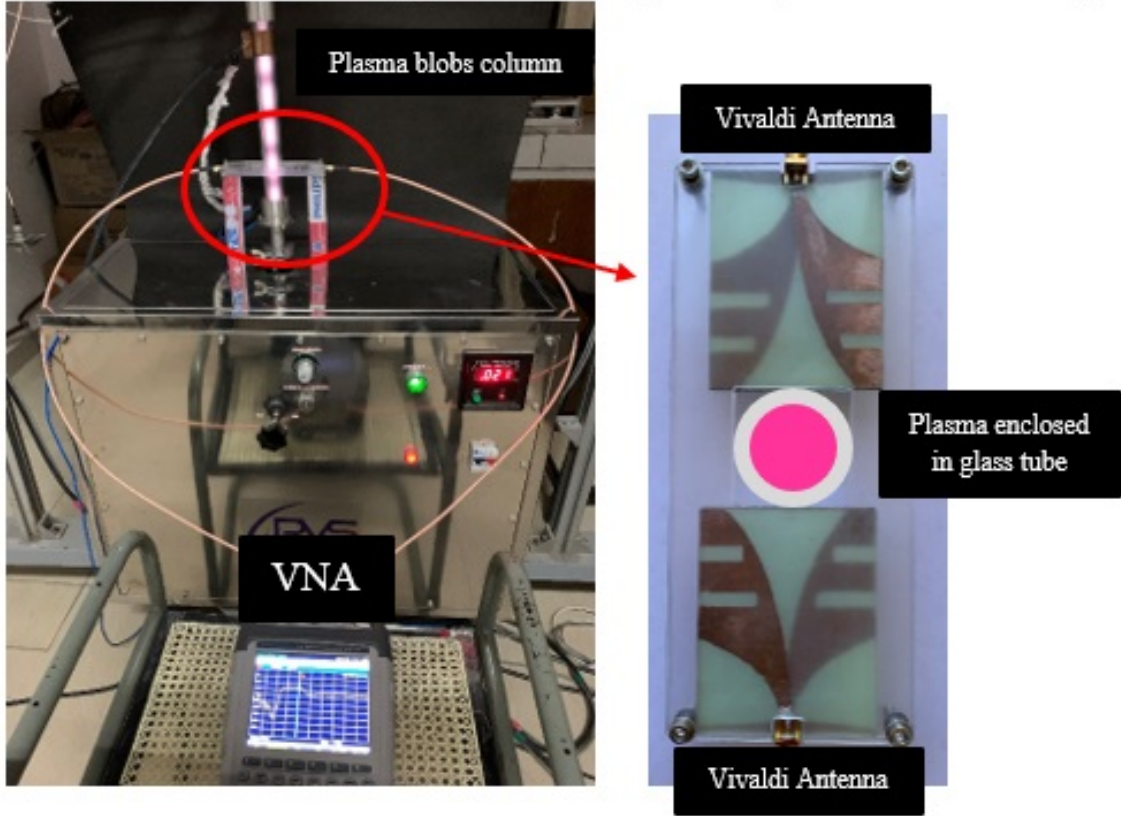 Plasma blobs column
VNA
Vivaldi Antenna
Plasma enclosed
in glass tube
Vivaldi Antenna